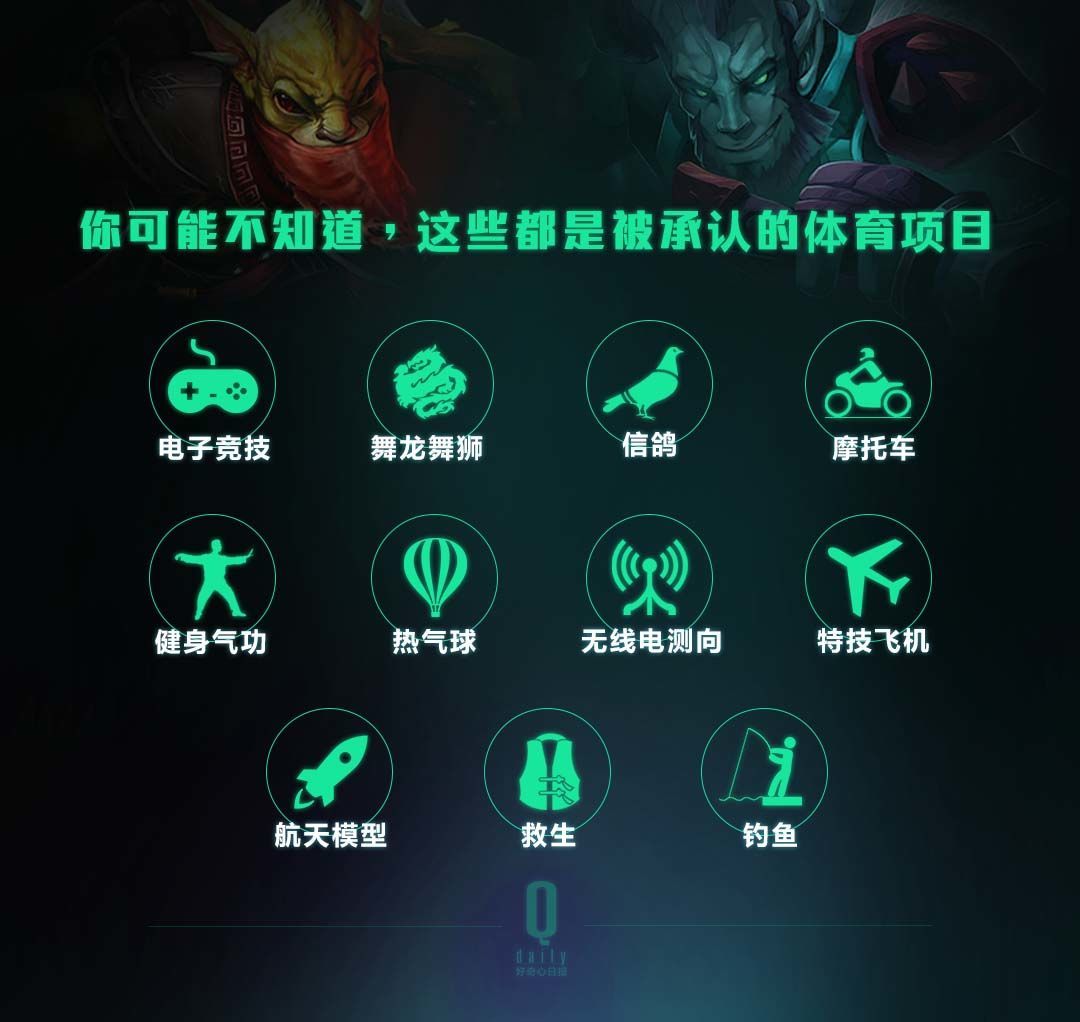 你可能不知道，这些都是被承认的体育项目
电子竞技
舞龙舞狮
信鸽
摩托车
健身气功
热气球
无线电测向
特技飞机
航天模型
救生
钓鱼
Q
daily
好奇心日报